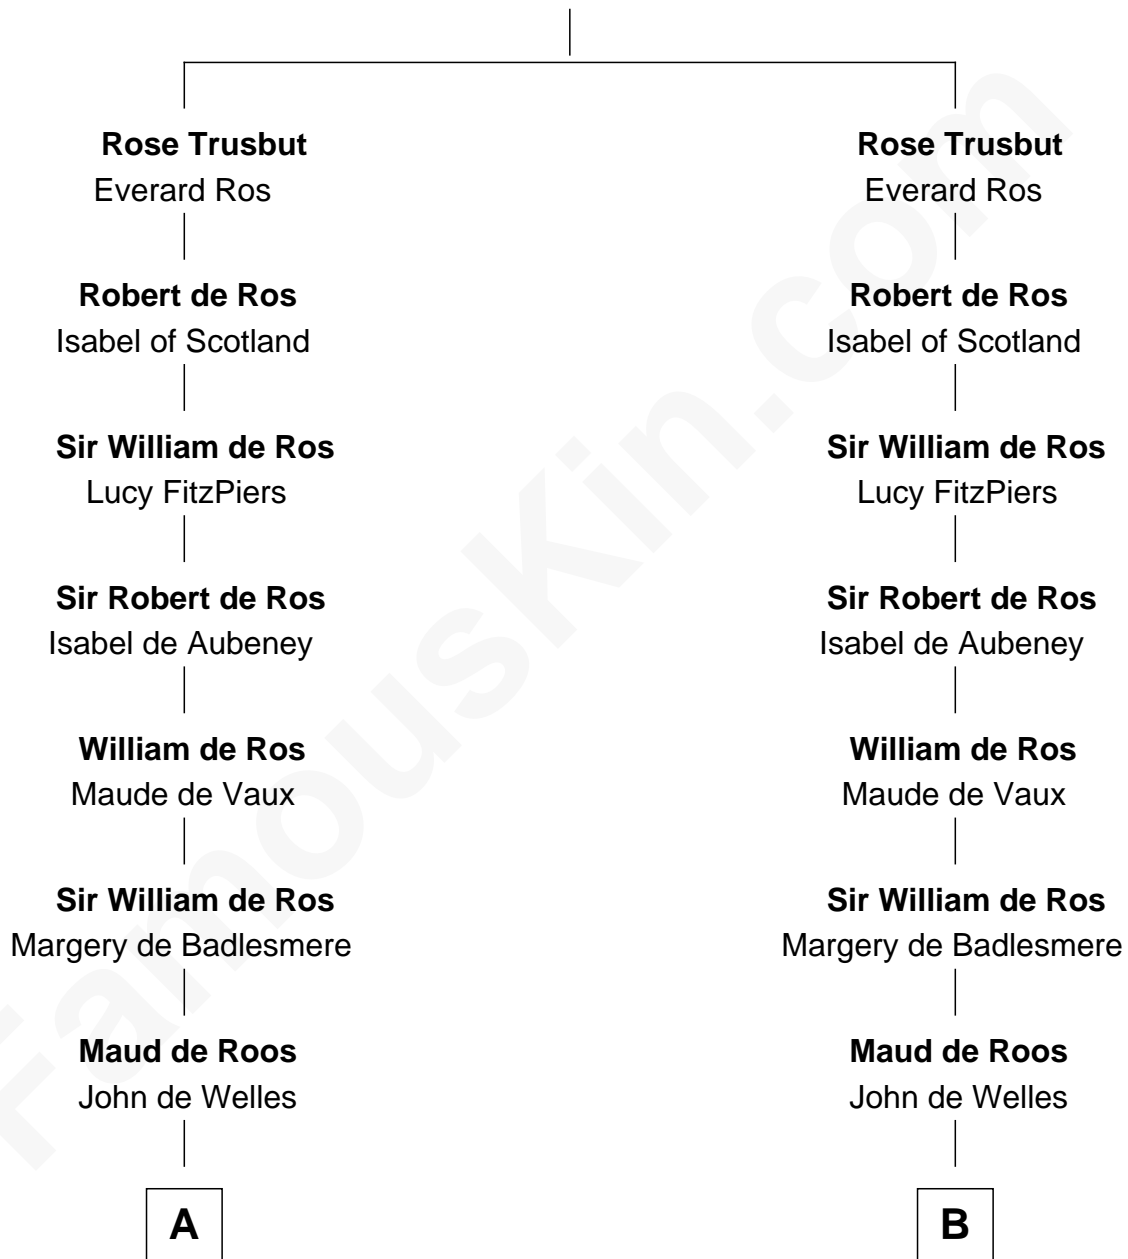 Rose Trusbut
Everard Ros
Robert de Ros
Isabel of Scotland
Sir William de Ros
Lucy FitzPiers
Sir Robert de Ros
Isabel de Aubeney
William de Ros
Maude de Vaux
Sir William de Ros
Margery de Badlesmere
Maud de Roos
John de Welles
A
Rose Trusbut
Everard Ros
Robert de Ros
Isabel of Scotland
Sir William de Ros
Lucy FitzPiers
Sir Robert de Ros
Isabel de Aubeney
William de Ros
Maude de Vaux
Sir William de Ros
Margery de Badlesmere
Maud de Roos
John de Welles
B
FamousKin.com